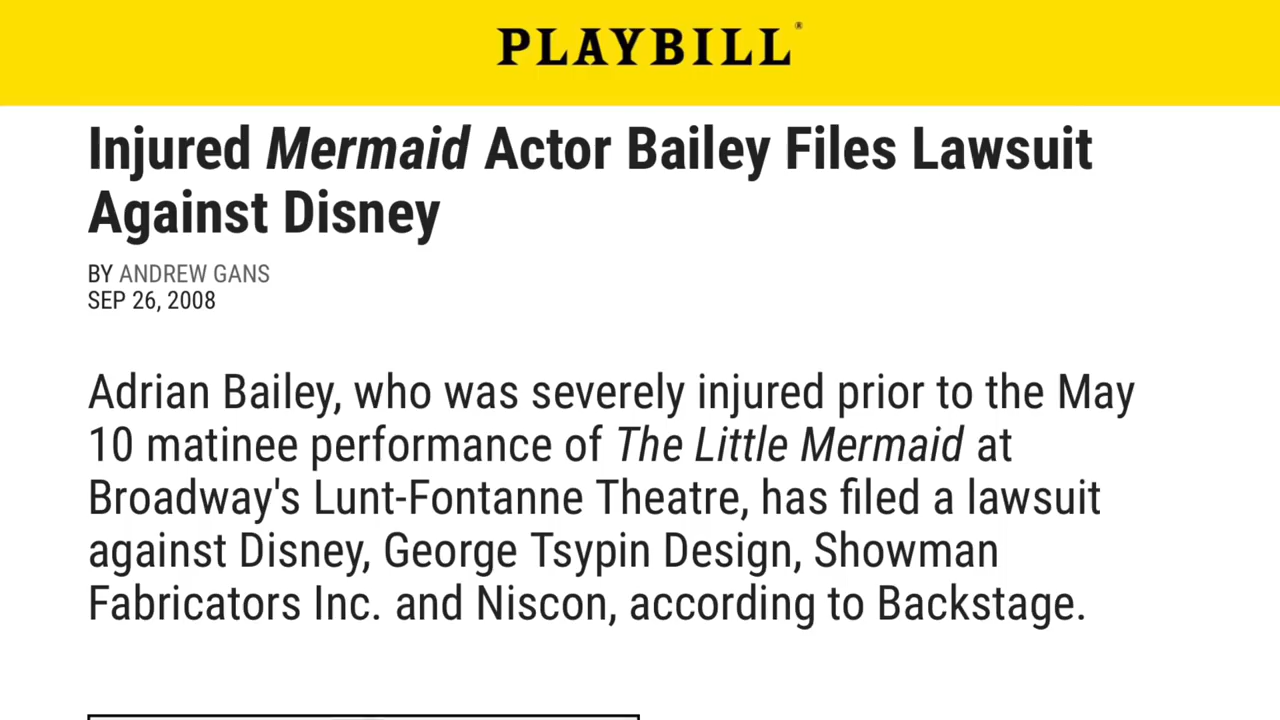 PLAYBILL®
Injured Mermaid Actor Bailey Files Lawsuit
Against Disney
BY ANDREW GANS
SEP 26, 2008
Adrian Bailey, who was severely injured prior to the May
10 matinee performance of The Little Mermaid at
Broadway's Lunt-Fontanne Theatre, has filed a lawsuit
against Disney, George Tsypin Design, Showman
Fabricators Inc. and Niscon, according to Backstage.